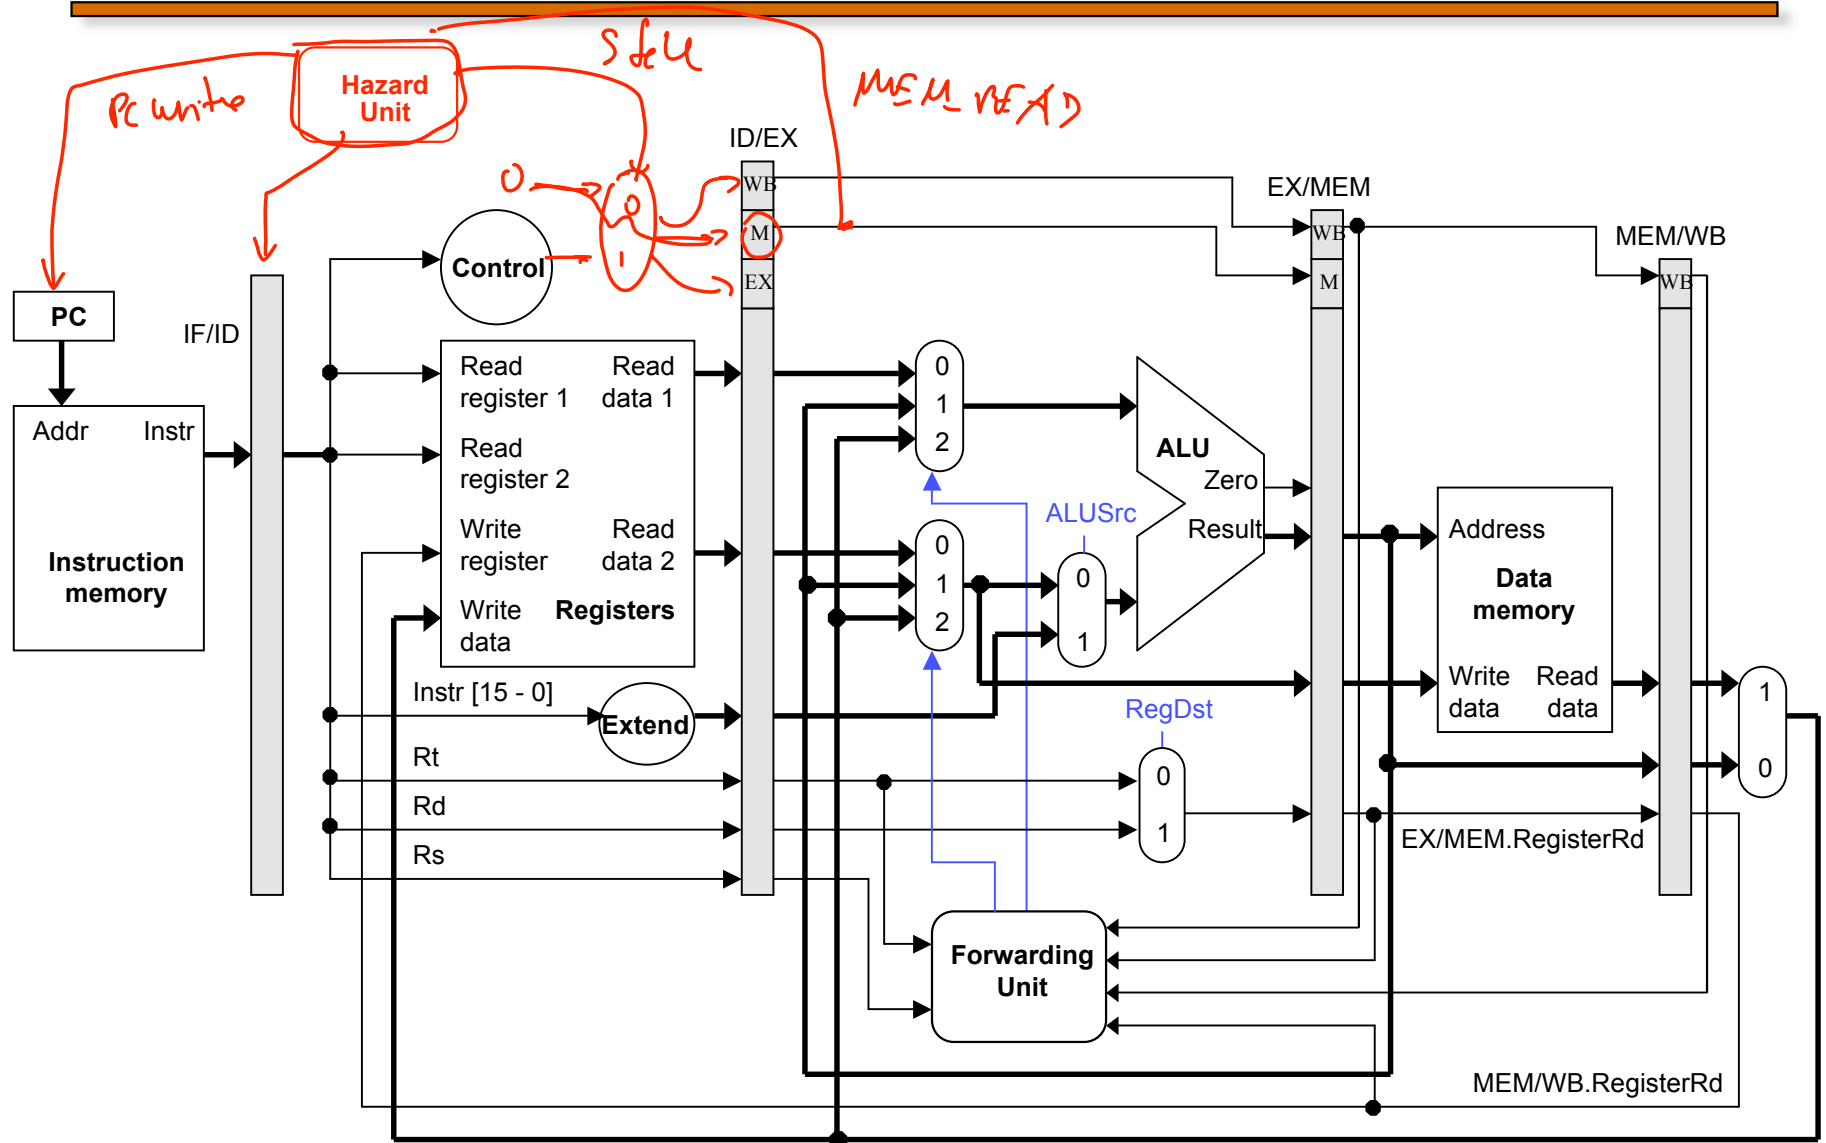 Stall
MEM_READ
PC write
Hazard
Unit
ID/EX
0
0
1
WB
M
EX
EX/MEM
WB
M
MEM/WB
WB
Control
PC
IF/ID
Addr
Instr
Instruction
memory
Read
register 1
Read
data 1
Read
register 2
Write
register
Read
data 2
Write
data
Registers
0
1
2
0
1
2
ALUSrc
0
1
ALU
Zero
Result
Address
Data
memory
Write
data
Read
data
1
0
Instr [15 - 0]
Extend
RegDst
Rt
0
Rd
1
Rs
EX/MEM.RegisterRd
Forwarding
Unit
MEM/WB.RegisterRd